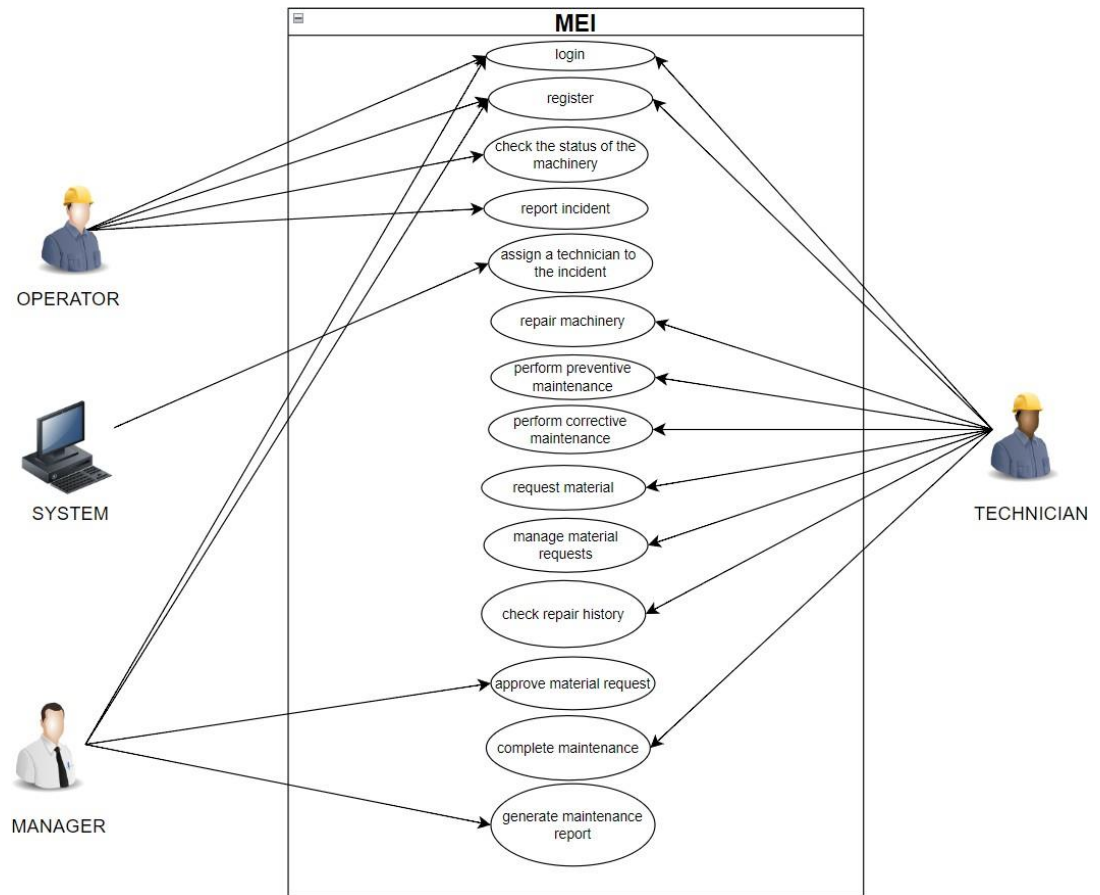 MEI
login
register
check the status of the
machinery
report incident
assign a technician to
the incident
repair machinery
perform preventive
maintenance
perform corrective
maintenance
request material
manage material
requests
check repair history
approve material request
complete maintenance
generate maintenance
report
OPERATOR
SYSTEM
MANAGER
TECHNICIAN